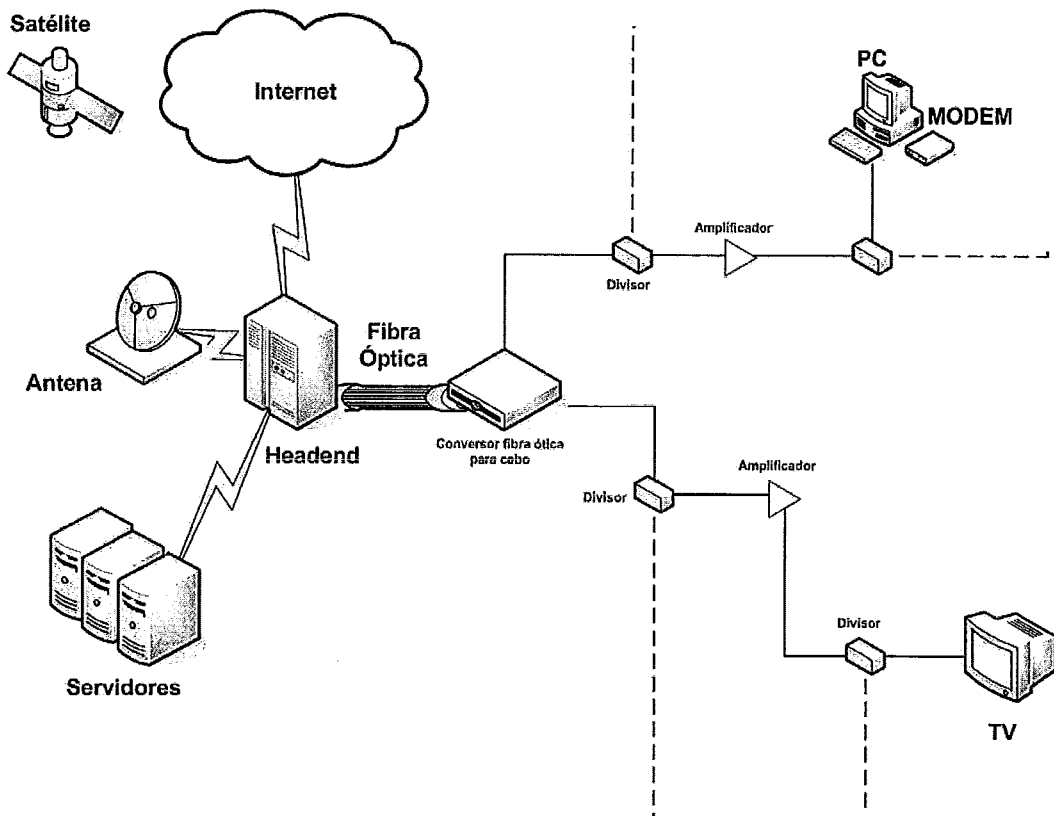 Satélite
Internet
PC
MODEM
Amplificador
Divisor
Fibra
Óptica
Antena
Headend
Conversor fibra ótica
para cabo
Amplificador
Divisor
Divisor
Servidores
TV